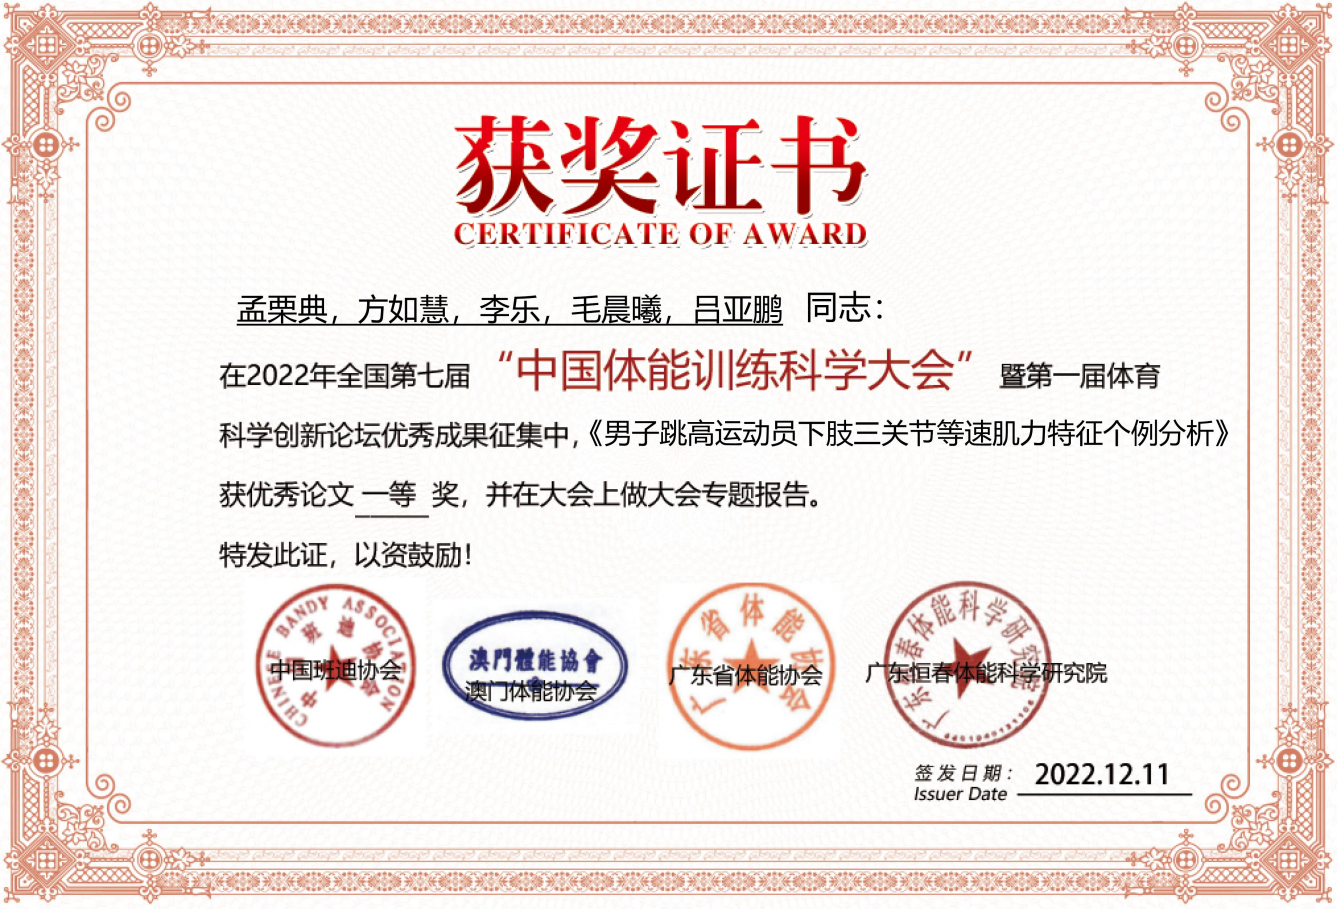 获奖证书
CERTIFICATE OF AWARD
孟栗典，方如慧，李乐，毛晨曦，吕亚鹏 同志：
在2022年全国第七届“中国体能训练科学大会”暨第一届体育
科学创新论坛优秀成果征集中，《男子跳高运动员下肢三关节等速肌力特征个例分析》
获优秀论文 一等 奖，并在大会上做大会专题报告。
特发此证，以资鼓励！
CHINESE BANDY ASSOCIATION
中国班迪协会
中国班迪协会
澳門體能協會
澳门体能协会
广东省体能协会
广东省体能协会
广东恒春体能科学研究院
广东恒春体能科学研究院
签发日期：2022.12.11
Issuer Date